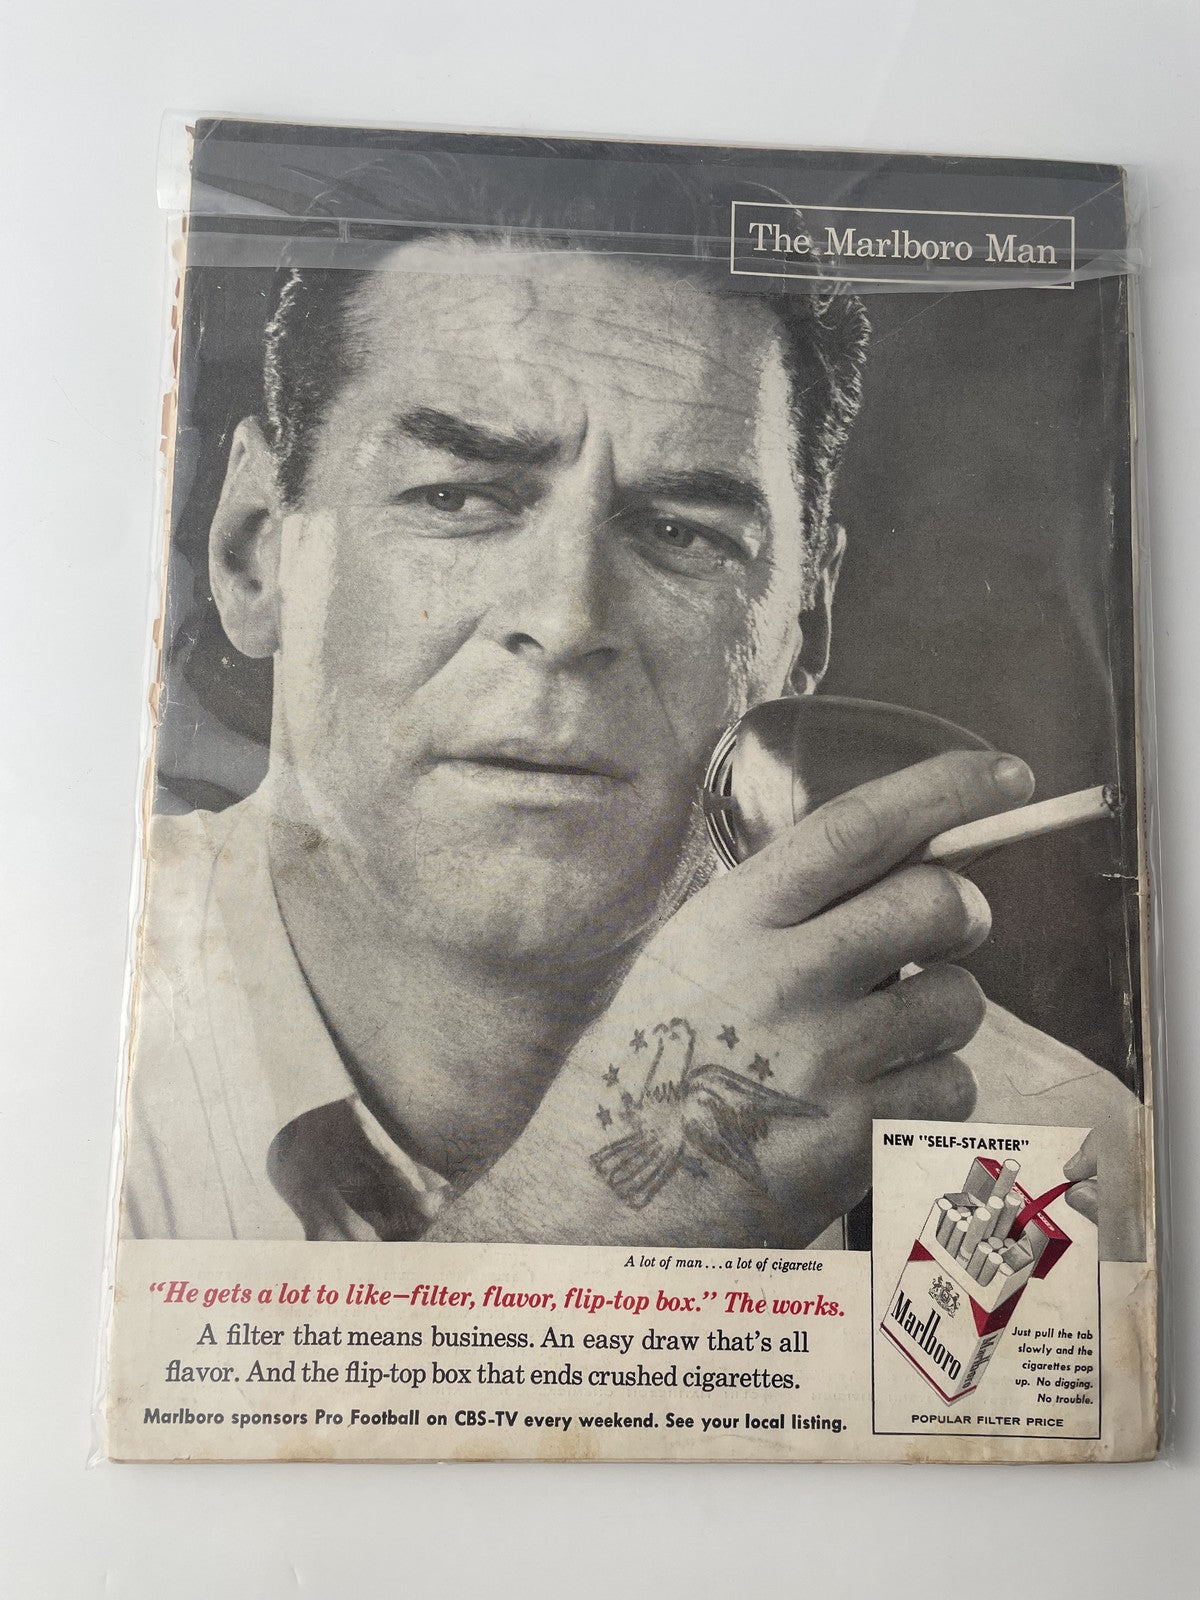 The Marlboro Man
A lot of man...a lot of cigarette
“He gets a lot to like—filter, flavor, flip-top box.” The works.
A filter that means business. An easy draw that's all
flavor. And the flip-top box that ends crushed cigarettes.
Marlboro sponsors Pro Football on CBS-TV every weekend. See your local listing.
NEW "SELF-STARTER"
Marlboro
Marlboro
Just pull the tab
slowly and the
cigarettes pop
up. No digging.
No trouble.
POPULAR FILTER PRICE